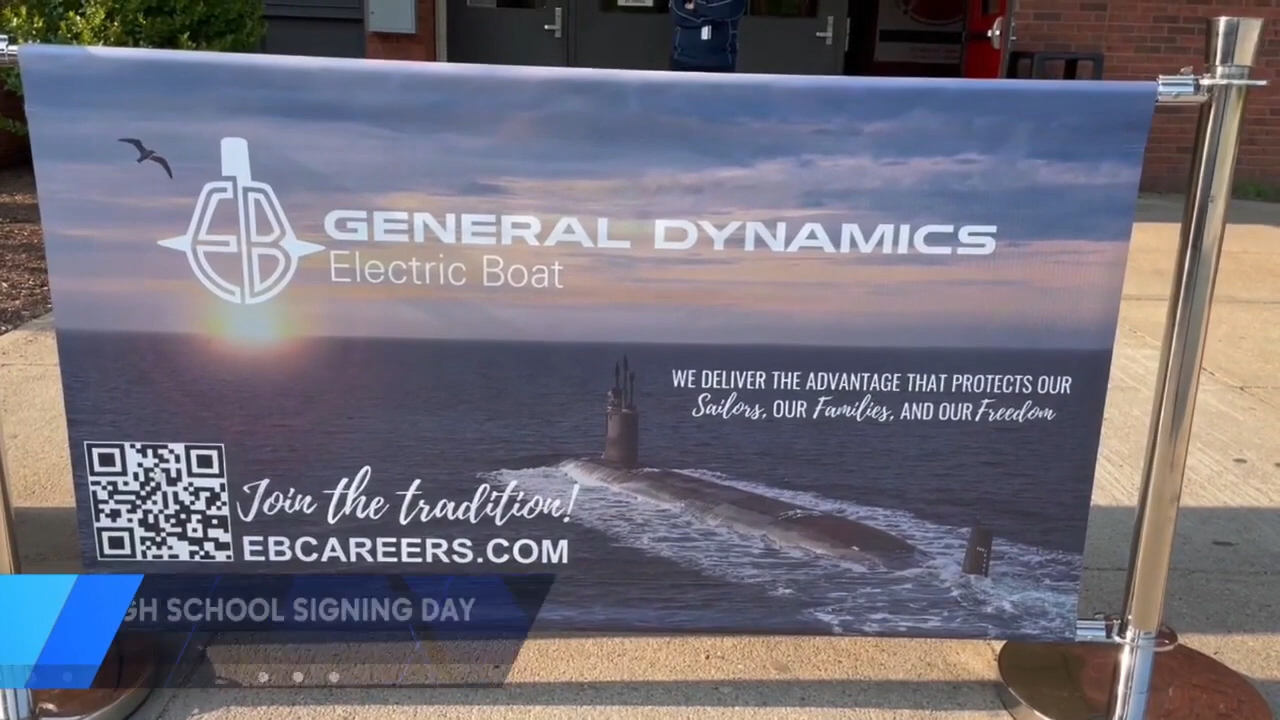 EB
GENERAL DYNAMICS
Electric Boat
WE DELIVER THE ADVANTAGE THAT PROTECTS OUR
Sailors, OUR Families, AND OUR Freedom
Join the tradition!
EBCAREERS.COM
GH SCHOOL SIGNING DAY